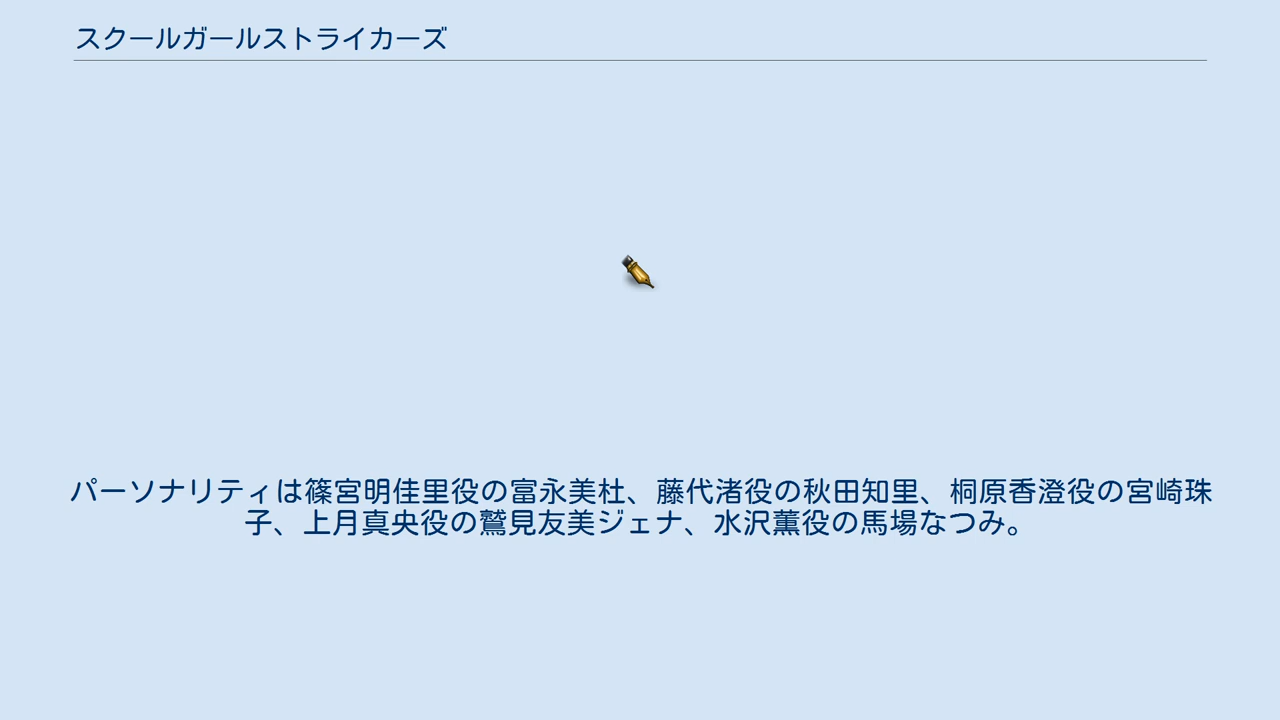 スクールガールストライカーズ
パーソナリティは篠宮明佳里役の富永美杜、藤代渚役の秋田知里、桐原香澄役の宮崎珠
子、上月真央役の鷲見友美ジェナ、水沢薫役の馬場なつみ。